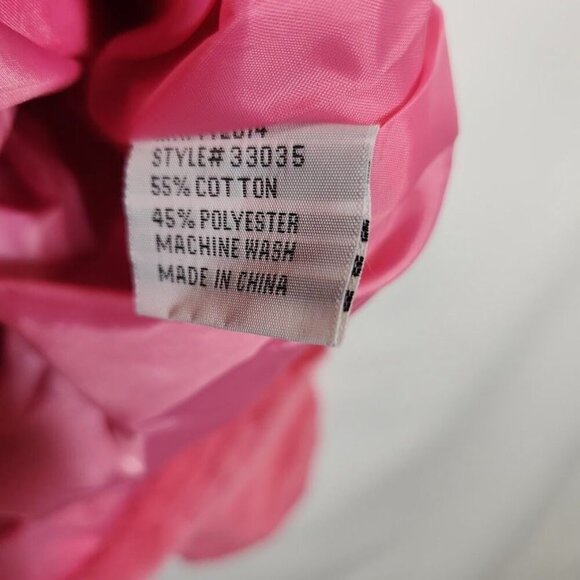 STYLE# 33035
55% COTTON
45% POLYESTER
MACHINE WASH
MADE IN CHINA